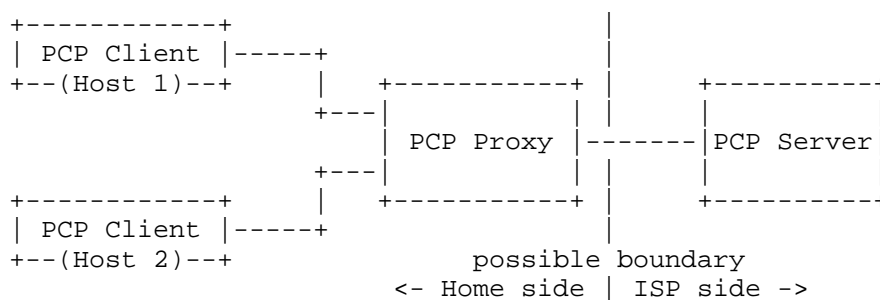 PCP Client
(Host 1)
PCP Proxy
PCP Server
PCP Client
(Host 2)
possible boundary
<- Home side | ISP side ->